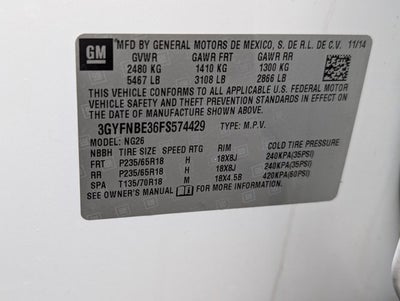 GM MFD BY GENERAL MOTORS DE MEXICO, S. DE R.L. DE C.V. 11/14
GVWR GAWR FRT GAWR RR
2480 KG 1410 KG 1300 KG
5467 LB 3108 LB 2866 LB
THIS VEHICLE CONFORMS TO ALL APPLICABLE U.S. FEDERAL MOTOR
VEHICLE SAFETY, BUMPER, AND THEFT PREVENTION STANDARDS IN EFFECT ON
THE DATE OF MANUFACTURE SHOWN ABOVE.
3GYFNBE36FS574429 TYPE: M.P.V.
MODEL: NG26
NBBH TIRE SIZE SPEED RTG RIM COLD TIRE PRESSURE
FRT P235/65R18 H 18X8J 240KPA(35PSI)
RR P235/65R18 H 18X8J 240KPA(35PSI)
SPA T135/70R18 M 18X4.5B 420KPA(60PSI)
SEE OWNER'S MANUAL FOR ADDITIONAL INFORMATION.